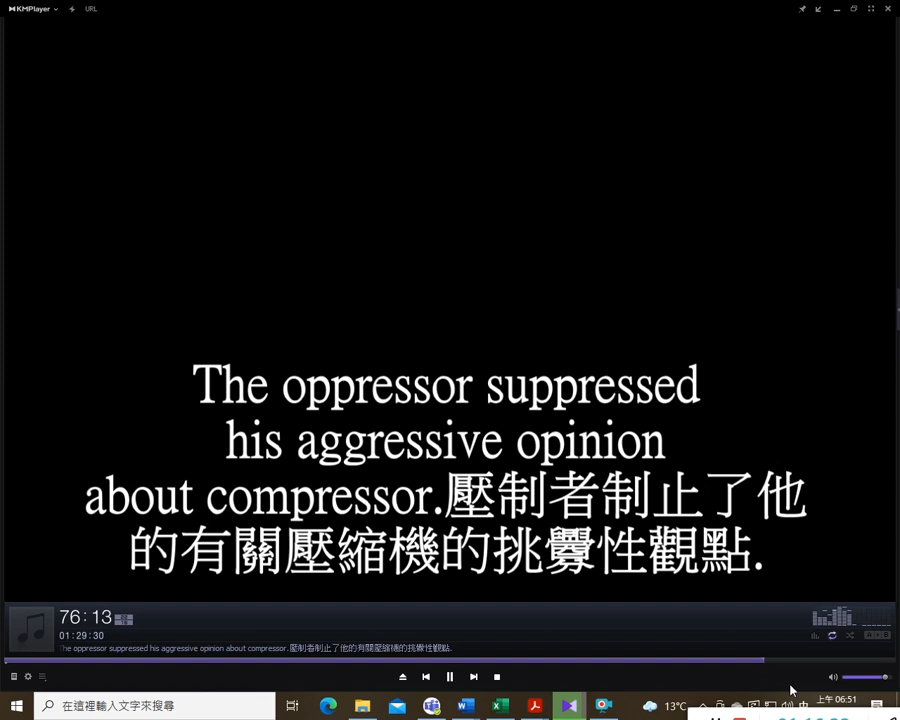 KMPlayer URL
The oppressor suppressed
his aggressive opinion
about compressor.壓制者制止了他
的有關壓縮機的挑釁性觀點.
76:13
01:29:30
The oppressor suppressed his aggressive opinion about compressor.壓制者制止了他的有關壓縮機的挑釁性觀點.
在這裡輸入文字來搜尋
13°C
中
上午 06:51